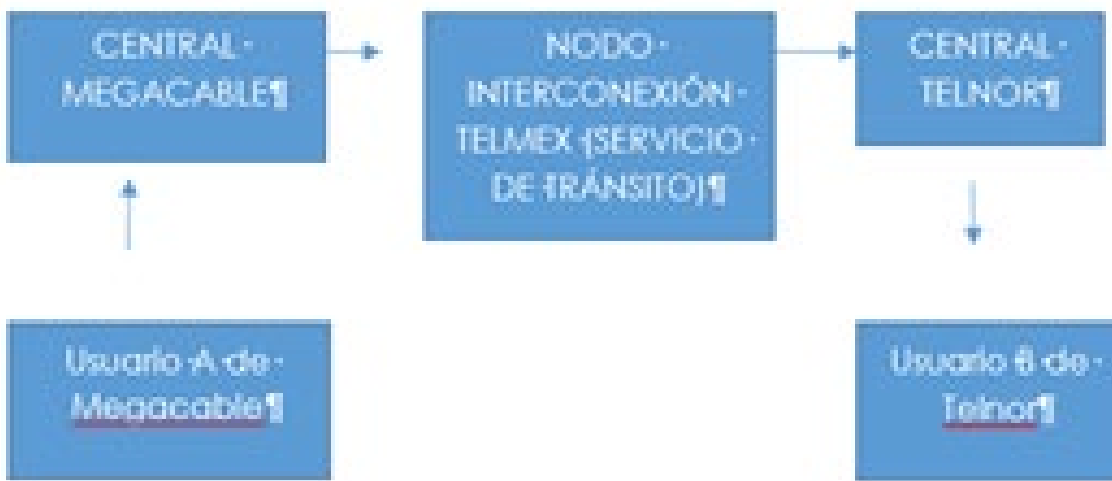 CENTRAL·
MEGACABLE¶
NODO·
INTERCONEXIÓN·
TELMEX·(SERVICIO·
DE·TRÁNSITO)¶
CENTRAL·
TELNOR¶
Usuario·A·de·
Megacable¶
Usuario·B·de·
Telnor¶